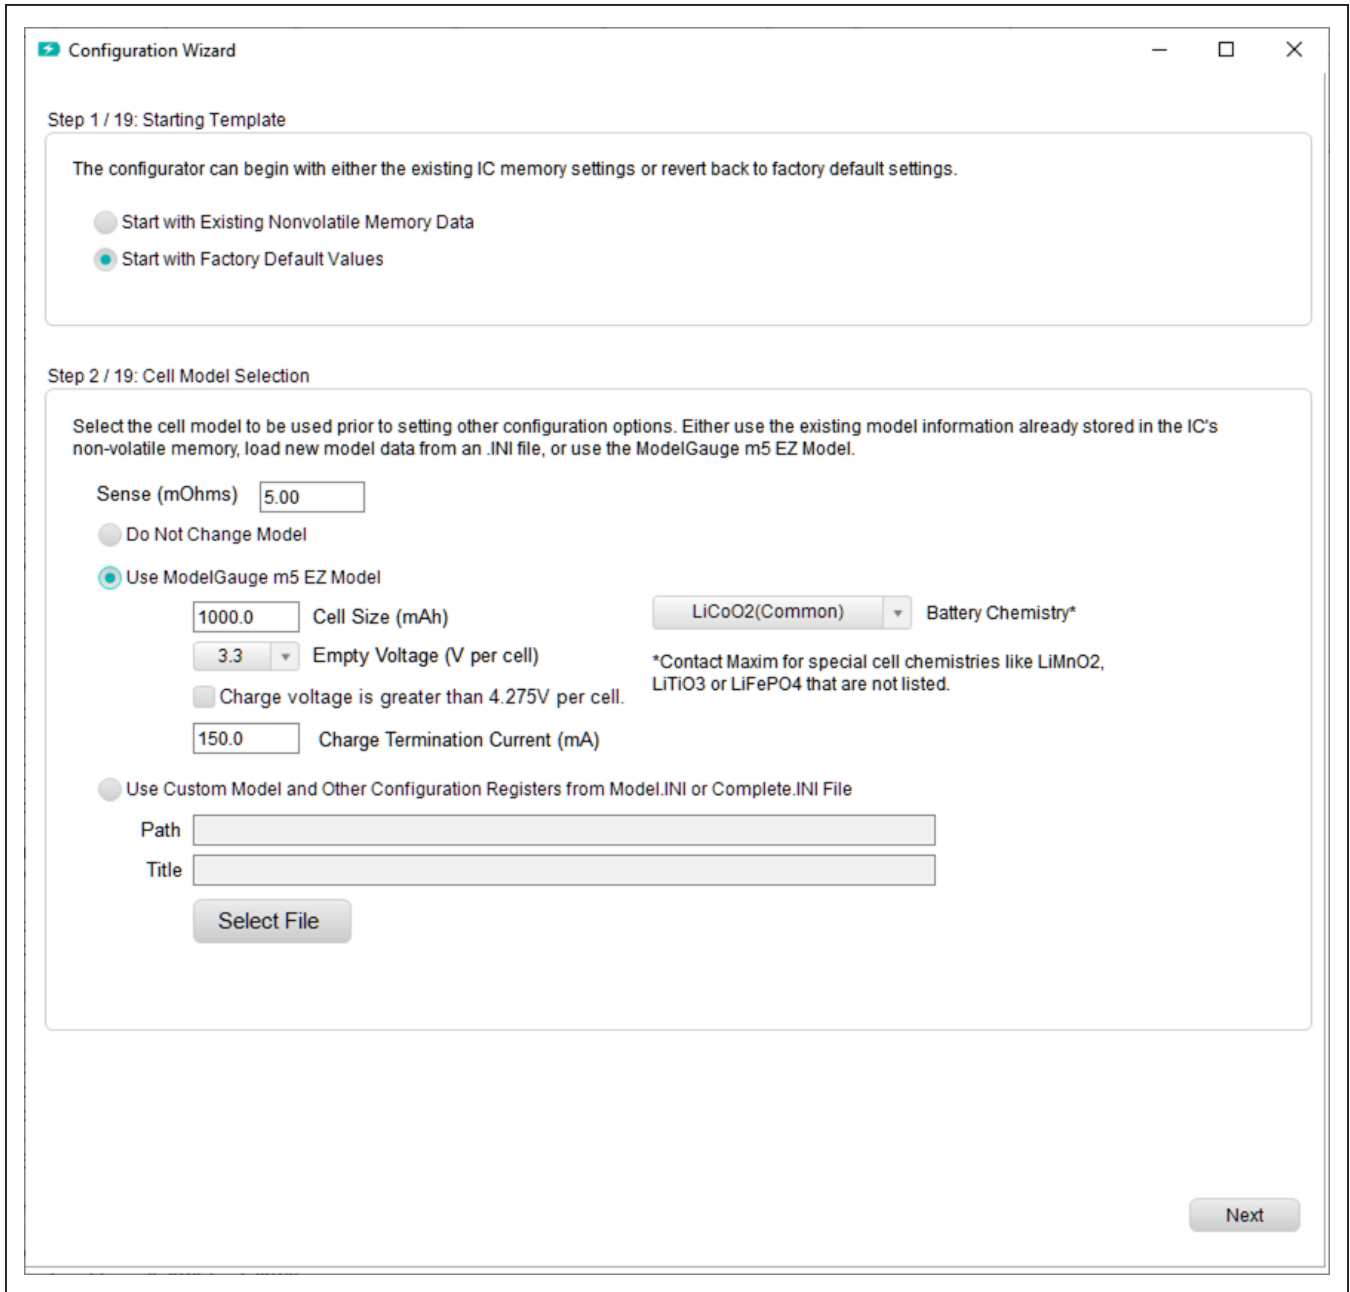 Configuration Wizard
Step 1 / 19: Starting Template
The configurator can begin with either the existing IC memory settings or revert back to factory default settings.
Start with Existing Nonvolatile Memory Data
Start with Factory Default Values
Step 2 / 19: Cell Model Selection
Select the cell model to be used prior to setting other configuration options. Either use the existing model information already stored in the IC's
non-volatile memory, load new model data from an .INI file, or use the ModelGauge m5 EZ Model.
Sense (mOhms) 5.00
Do Not Change Model
Use ModelGauge m5 EZ Model
1000.0 Cell Size (mAh) LiCoO2(Common) Battery Chemistry*
3.3 Empty Voltage (V per cell)
*Contact Maxim for special cell chemistries like LiMnO2,
LiTiO3 or LiFePO4 that are not listed.
Charge voltage is greater than 4.275V per cell.
150.0 Charge Termination Current (mA)
Use Custom Model and Other Configuration Registers from Model.INI or Complete.INI File
Path
Title
Select File
Next